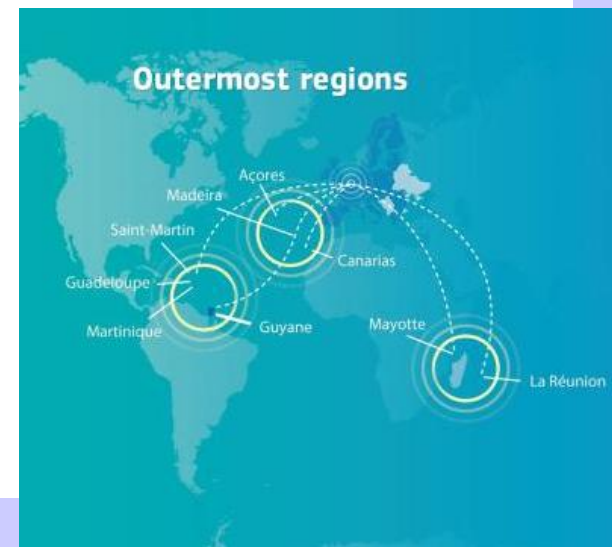 Outermost regions
Açores
Madeira
Saint-Martin
Canarias
Guadeloupe
Martinique
Guyane
Mayotte
La Réunion